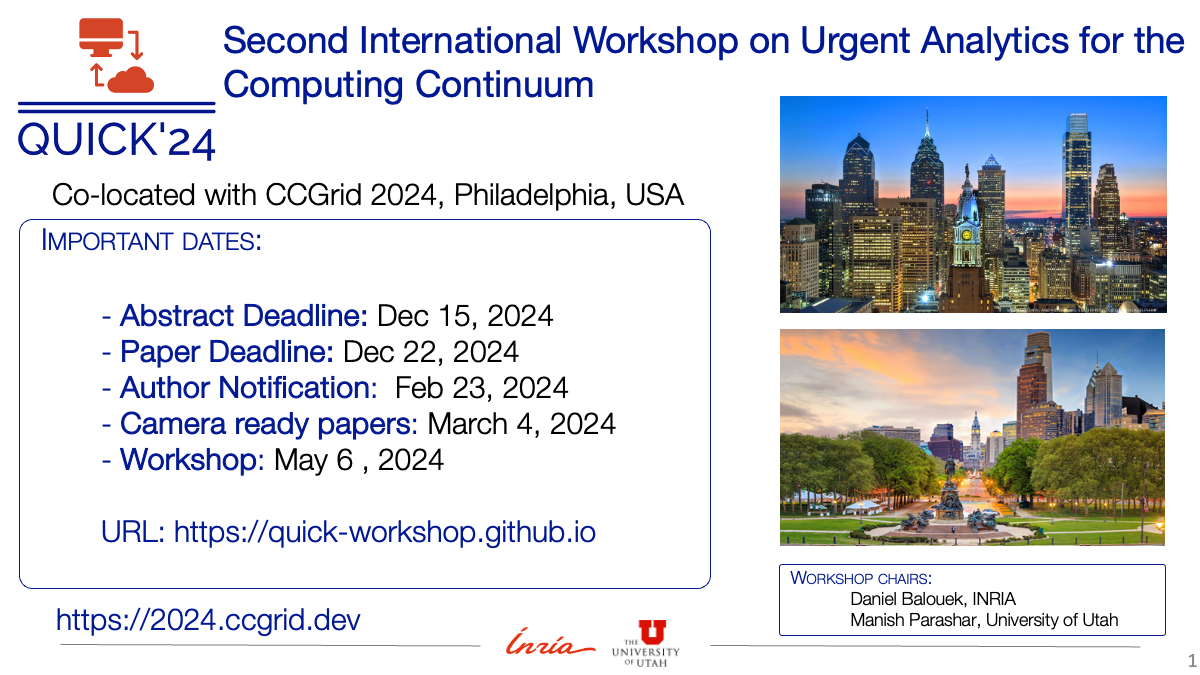 Second International Workshop on Urgent Analytics for the
Computing Continuum
QUICK'24
Co-located with CCGrid 2024, Philadelphia, USA
IMPORTANT DATES:
- Abstract Deadline: Dec 15, 2024
- Paper Deadline: Dec 22, 2024
- Author Notification: Feb 23, 2024
- Camera ready papers: March 4, 2024
- Workshop: May 6 , 2024
URL: https://quick-workshop.github.io
https://2024.ccgrid.dev
WORKSHOP CHAIRS:
Daniel Balouek, INRIA
Manish Parashar, University of Utah
Inria
U
THE
UNIVERSITY
OF UTAH
1